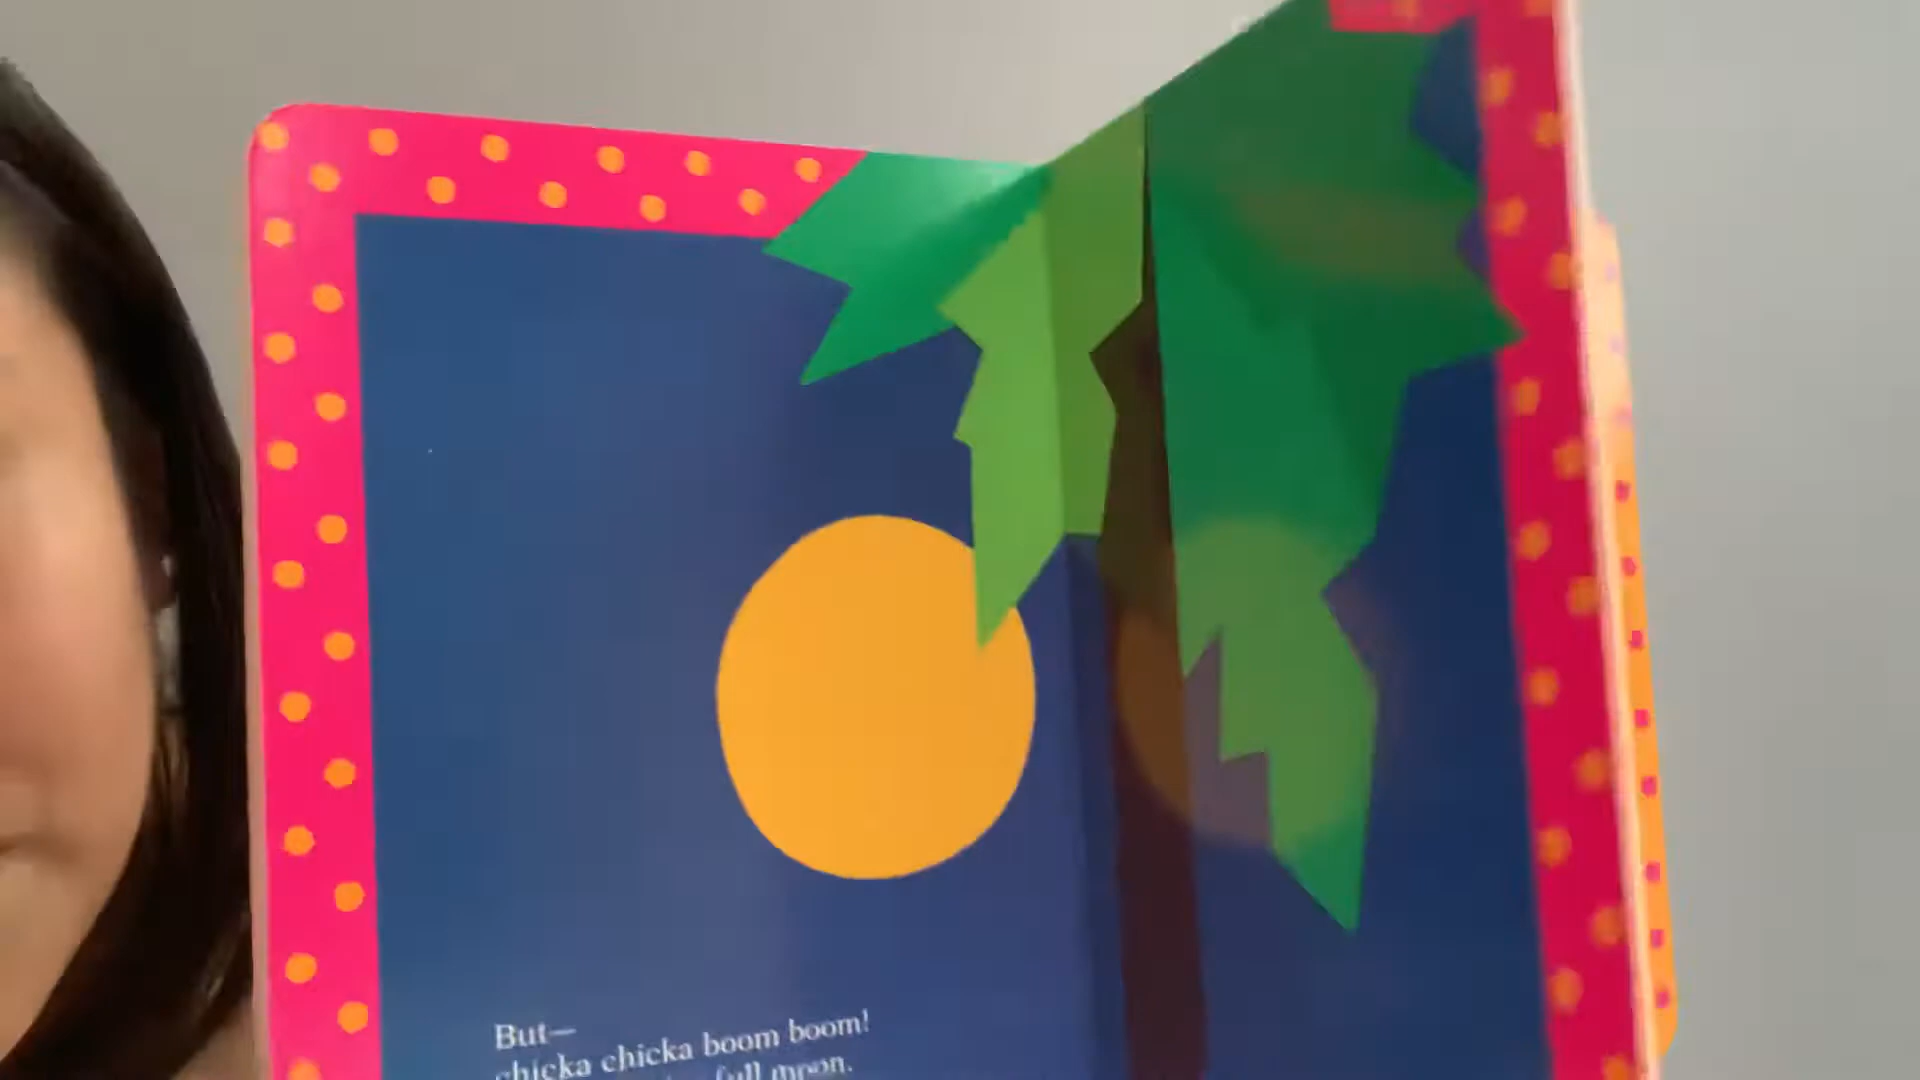 But—
chicka chicka boom boom!
full moon.